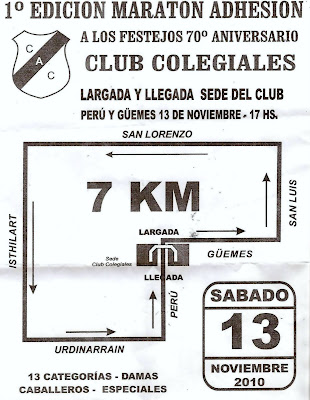 1º EDICION MARATON ADHESION
A LOS FESTEJOS 70º ANIVERSARIO
CLUB COLEGIALES
CAC
LARGADA Y LLEGADA SEDE DEL CLUB
PERÚ Y GÜEMES 13 DE NOVIEMBRE - 17 HS.
SAN LORENZO
7 KM
SAN LUIS
ISTHILART
LARGADA
GÜEMES
Sede
Club Colegiales
LLEGADA
PERÚ
URDINARRAIN
SABADO
13
NOVIEMBRE
2010
13 CATEGORÍAS - DAMAS
CABALLEROS - ESPECIALES